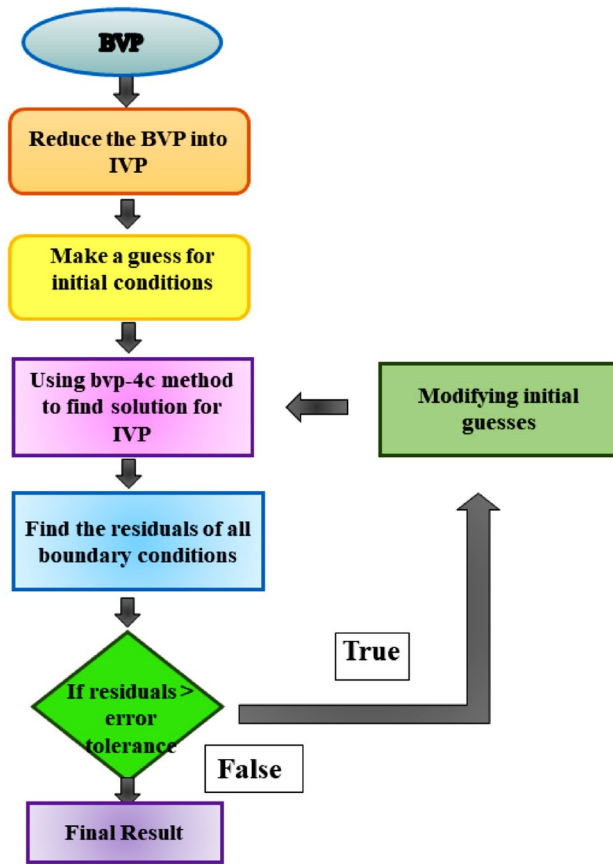 BVP
Reduce the BVP into
IVP
Make a guess for
initial conditions
Using bvp-4c method
to find solution for
IVP
Modifying initial
guesses
Find the residuals of all
boundary conditions
True
If residuals >
error
tolerance
False
Final Result